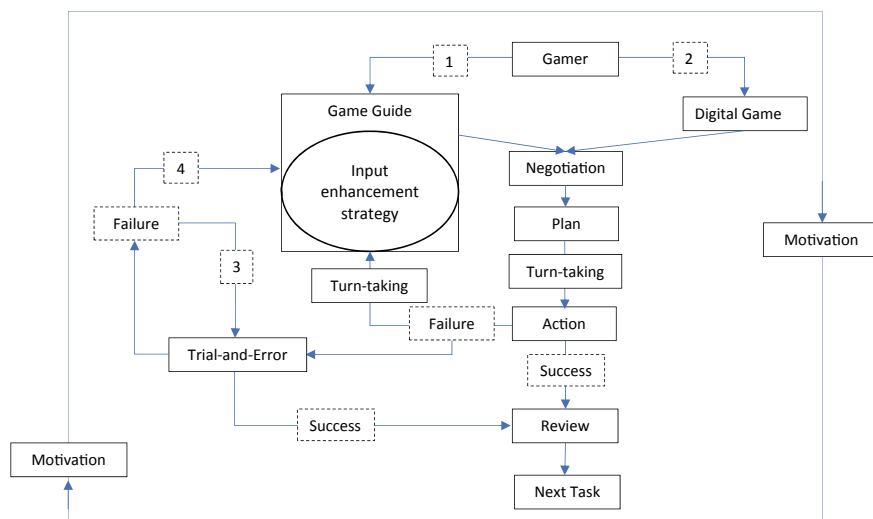 1
Gamer
2
Game Guide
Digital Game
Input
enhancement
strategy
Negotiation
4
Failure
Plan
Motivation
3
Turn-taking
Turn-taking
Failure
Action
Trial-and-Error
Success
Success
Review
Motivation
Next Task